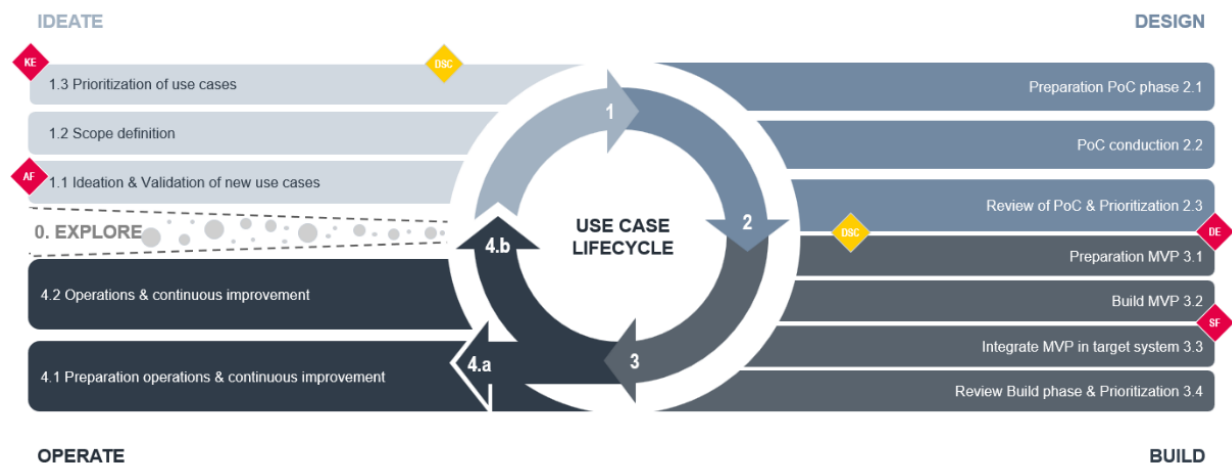 IDEATE
DESIGN
KE
DSC
1.3 Prioritization of use cases
1.2 Scope definition
AF
1.1 Ideation & Validation of new use cases
0. EXPLORE
4.2 Operations & continuous improvement
4.1 Preparation operations & continuous improvement
1
2
3
4.a
4.b
USE CASE
LIFECYCLE
Preparation PoC phase 2.1
PoC conduction 2.2
Review of PoC & Prioritization 2.3
DSC
DE
Preparation MVP 3.1
Build MVP 3.2
SF
Integrate MVP in target system 3.3
Review Build phase & Prioritization 3.4
OPERATE
BUILD